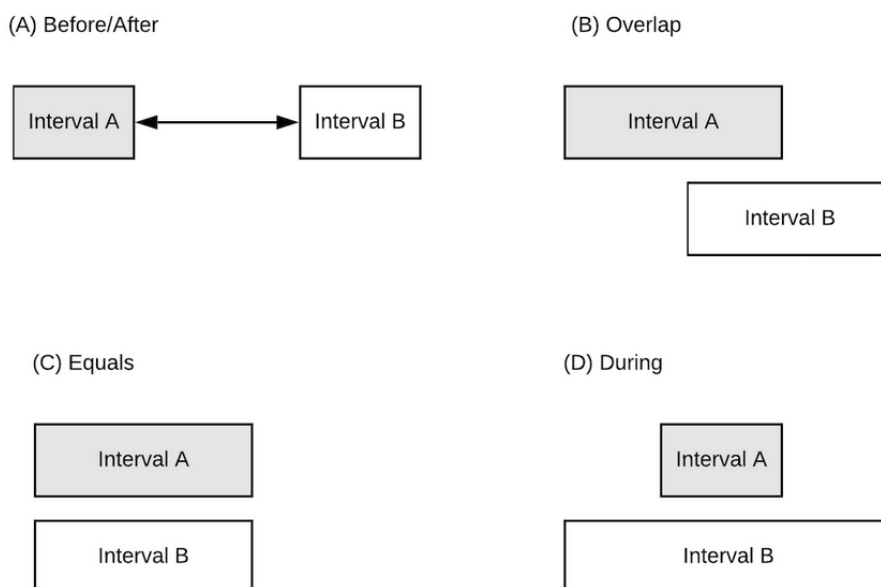 (A) Before/After
(B) Overlap
Interval A
Interval B
Interval A
Interval B
(C) Equals
(D) During
Interval A
Interval A
Interval B
Interval B